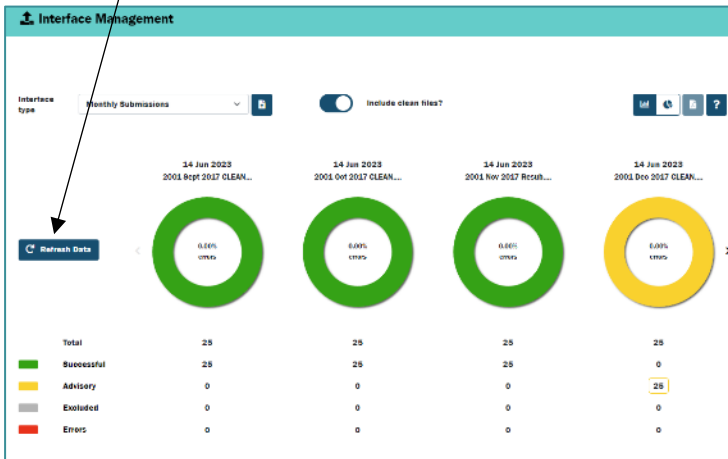 Interface Management
Interface type
Monthly Submissions
Include clean files?
?
14 Jun 2023 14 Jun 2023 14 Jun 2023 14 Jun 2023
2001 Sept 2017 CLEAN... 2001 Oct 2017 CLEAN.... 2001 Nov 2017 Resub.... 2001 Dec 2017 CLEAN...
Refresh Data
0.00% errors 0.00% errors 0.00% errors 0.00% errors
Total 25 25 25 25
Successful 25 25 25 0
Advisory 0 0 0 25
Excluded 0 0 0 0
Errors 0 0 0 0